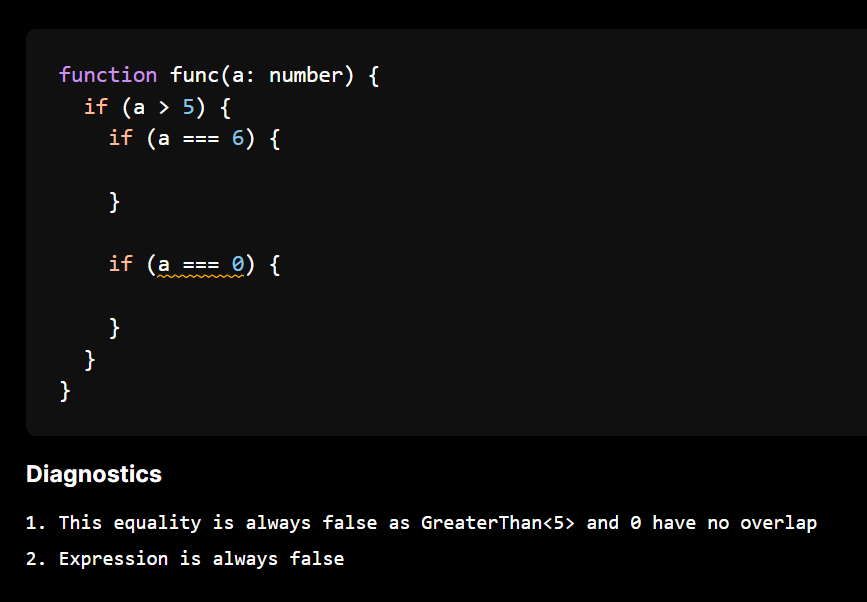 function func(a: number) {
  if (a > 5) {
    if (a === 6) {
    }
    if (a === 0) {
    }
  }
}
Diagnostics
1. This equality is always false as GreaterThan<5> and 0 have no overlap
2. Expression is always false